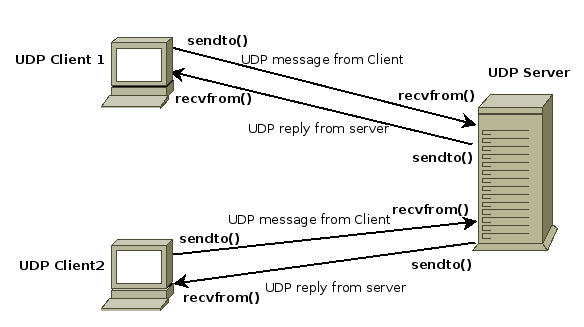 sendto()
UDP Client 1
UDP message from Client
UDP Server
recvfrom()
recvfrom()
UDP reply from server
sendto()
recvfrom()
UDP message from Client
sendto()
UDP Client2
sendto()
UDP reply from server
recvfrom()